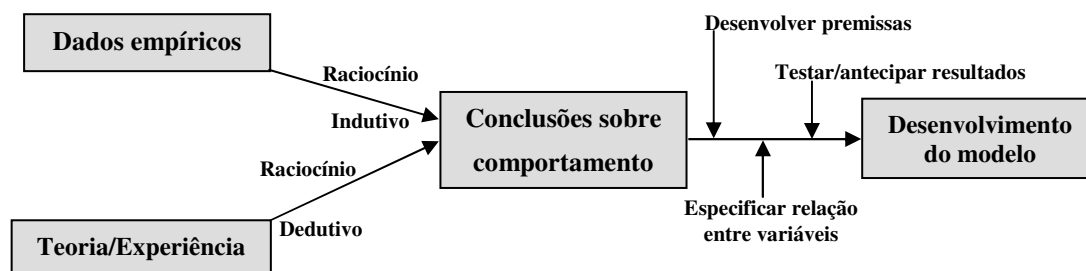 Dados empíricos
Raciocínio
Indutivo
Teoria/Experiência
Raciocínio
Dedutivo
Conclusões sobre
comportamento
Desenvolver premissas
Testar/antecipar resultados
Especificar relação
entre variáveis
Desenvolvimento
do modelo